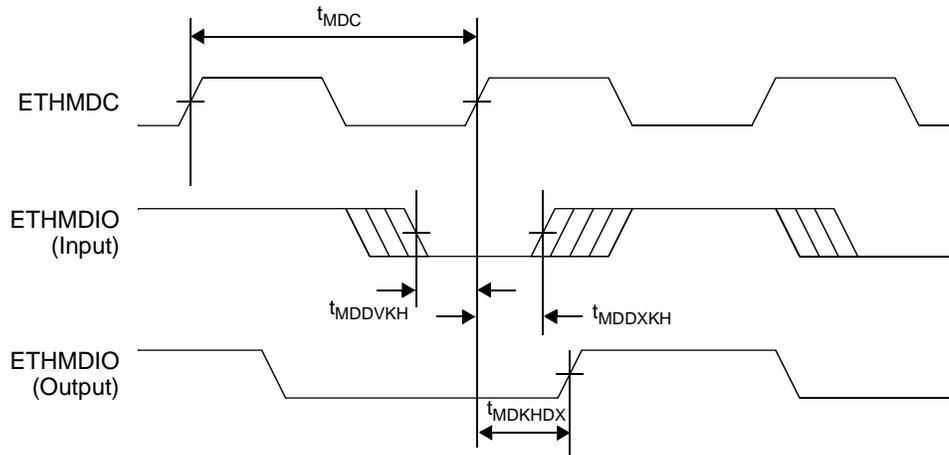 tMDC
ETHMDC
ETHMDIO
(Input)
tMDDVKH
tMDDXKH
ETHMDIO
(Output)
tMDKHDX